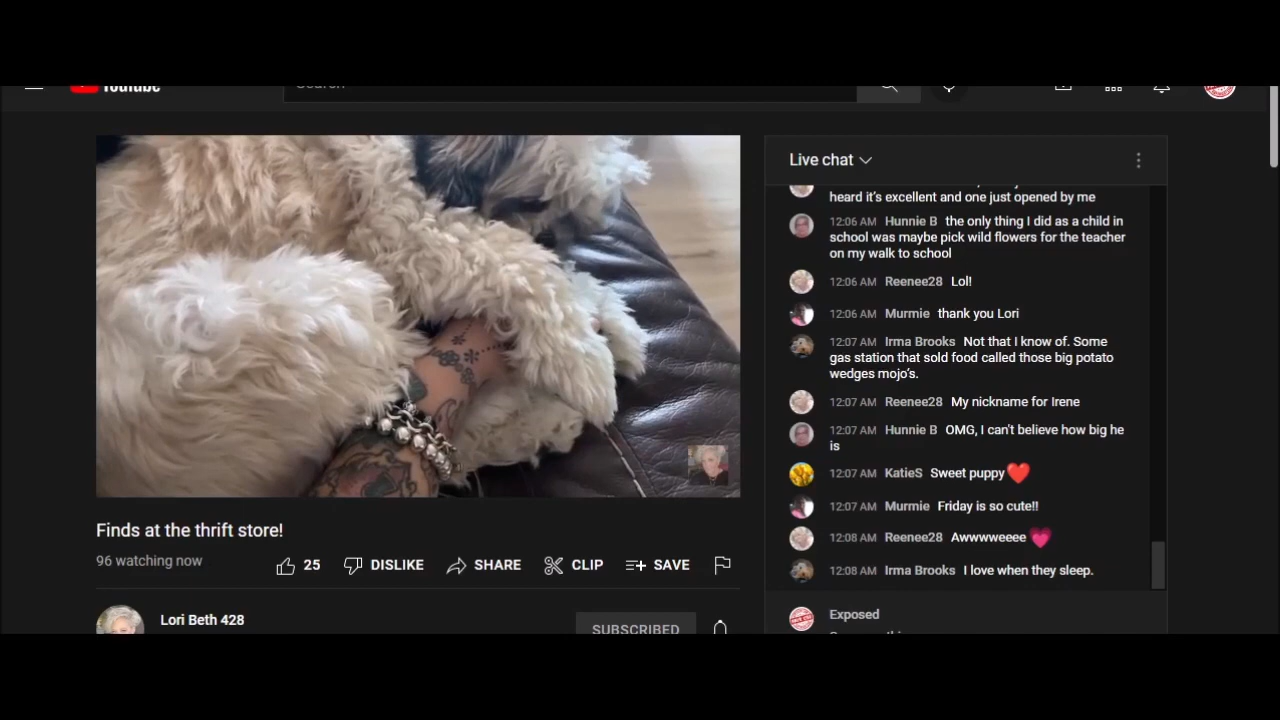 YouTube
Search
Live chat
heard it's excellent and one just opened by me
12:06 AM Hunnie B the only thing I did as a child in
school was maybe pick wild flowers for the teacher
on my walk to school
12:06 AM Reenee28 Lol!
12:06 AM Murmie thank you Lori
12:07 AM Irma Brooks Not that I know of. Some
gas station that sold food called those big potato
wedges mojo's.
12:07 AM Reenee28 My nickname for Irene
12:07 AM Hunnie B OMG, I can't believe how big he
is
12:07 AM KatieS Sweet puppy❤️
12:07 AM Murmie Friday is so cute!!
12:08 AM Reenee28 Awwwweeee 💗
12:08 AM Irma Brooks I love when they sleep.
Exposed
Finds at the thrift store!
96 watching now
25 DISLIKE SHARE CLIP SAVE
Lori Beth 428
SUBSCRIBED